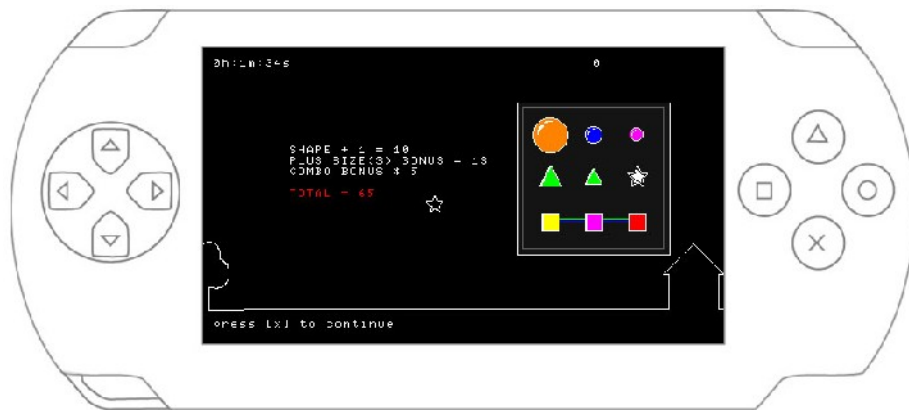 0h:1m:34s
0
SHAPE + 1 = 10
PLUS SIZE(3) BONUS = 13
COMBO BONUS * 5
TOTAL = 65
press [x] to continue